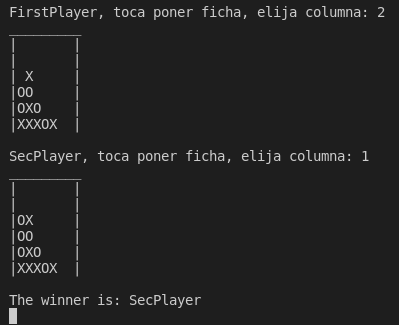 FirstPlayer, toca poner ficha, elija columna: 2
_________
|       |
|       |
| X     |
|OO     |
|OXO    |
|XXXOX  |

SecPlayer, toca poner ficha, elija columna: 1
_________
|       |
|       |
|OX     |
|OO     |
|OXO    |
|XXXOX  |

The winner is: SecPlayer